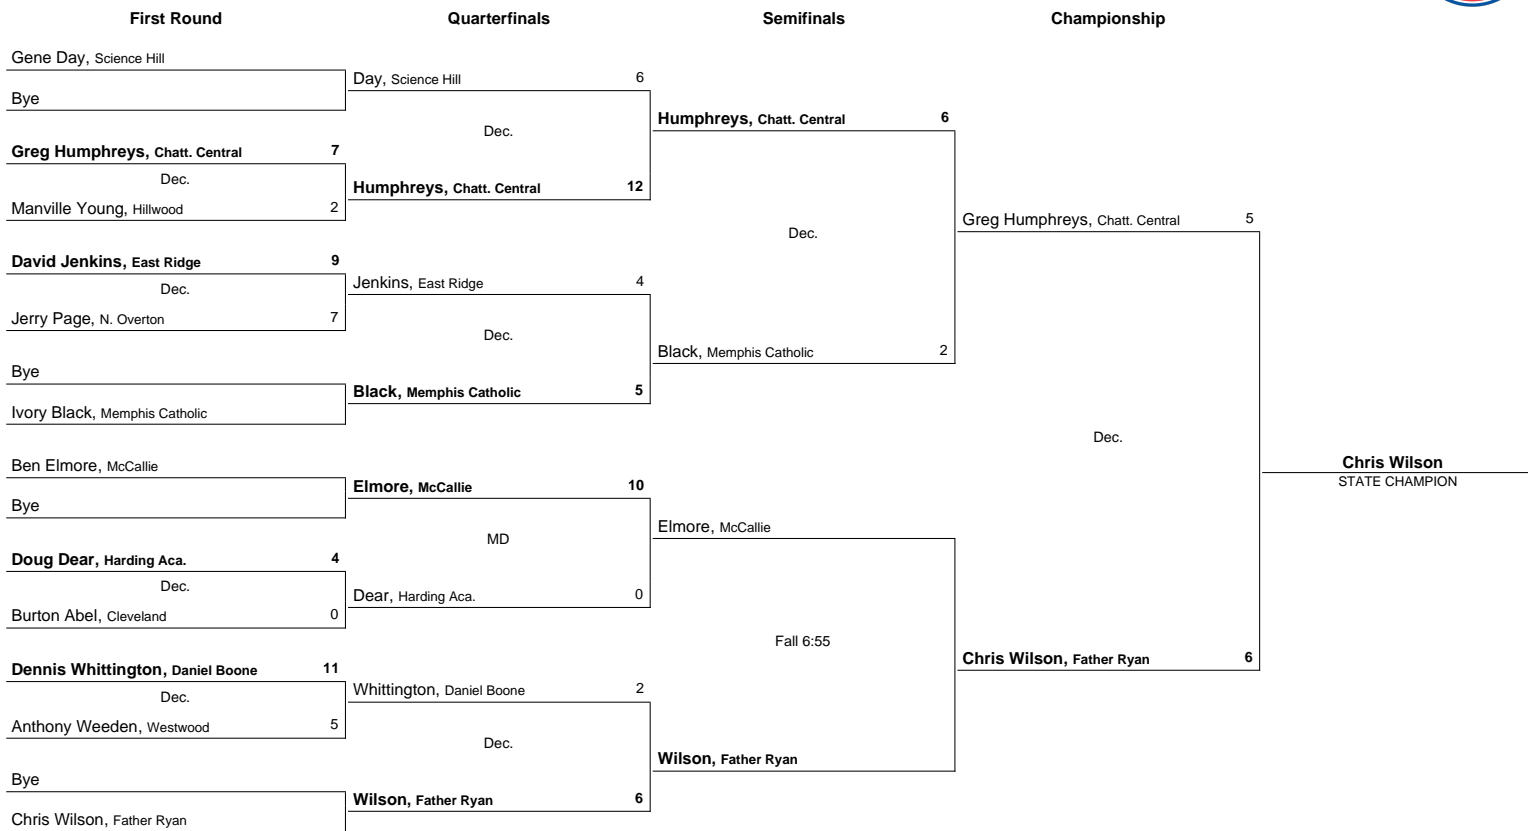 First Round Quarterfinals Semifinals Championship
Gene Day, Science Hill
Bye
Greg Humphreys, Chatt. Central 7
Dec.
Manville Young, Hillwood 2
David Jenkins, East Ridge 9
Dec.
Jerry Page, N. Overton 7
Bye
Ivory Black, Memphis Catholic
Ben Elmore, McCallie
Bye
Doug Dear, Harding Aca. 4
Dec.
Burton Abel, Cleveland 0
Dennis Whittington, Daniel Boone 11
Dec.
Anthony Weeden, Westwood 5
Bye
Chris Wilson, Father Ryan
Day, Science Hill 6
Dec.
Humphreys, Chatt. Central 12
Jenkins, East Ridge 4
Dec.
Black, Memphis Catholic 5
Elmore, McCallie 10
MD
Dear, Harding Aca. 0
Whittington, Daniel Boone 2
Dec.
Wilson, Father Ryan 6
Humphreys, Chatt. Central 6
Dec.
Black, Memphis Catholic 2
Elmore, McCallie
Fall 6:55
Wilson, Father Ryan
Greg Humphreys, Chatt. Central 5
Dec.
Chris Wilson, Father Ryan 6
Chris Wilson
STATE CHAMPION